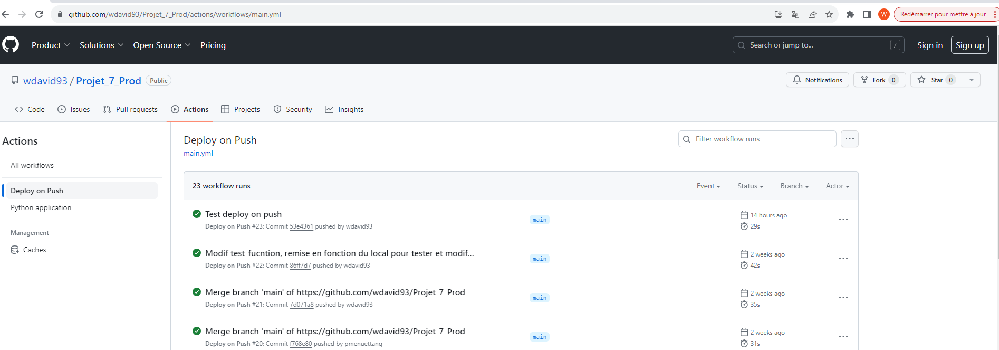 github.com/wdavid93/Projet_7_Prod/actions/workflows/main.yml
W
Redémarrer pour mettre à jour
Product
Solutions
Open Source
Pricing
Search or jump to...
/
Sign in
Sign up
wdavid93 / Projet_7_Prod
Public
Notifications
Fork 0
Star 0
Code
Issues
Pull requests
Actions
Projects
Security
Insights
Actions
All workflows
Deploy on Push
Python application
Management
Caches
Deploy on Push
main.yml
Filter workflow runs
23 workflow runs
Event
Status
Branch
Actor
Test deploy on push
Deploy on Push #23: Commit 53e4361 pushed by wdavid93
main
14 hours ago
29s
Modif test_fucntion, remise en fonction du local pour tester et modif...
Deploy on Push #22: Commit 86ff7d7 pushed by wdavid93
main
2 weeks ago
42s
Merge branch 'main' of https://github.com/wdavid93/Projet_7_Prod
Deploy on Push #21: Commit 7d071a8 pushed by wdavid93
main
2 weeks ago
35s
Merge branch 'main' of https://github.com/wdavid93/Projet_7_Prod
Deploy on Push #20: Commit f768e80 pushed by pmenuettang
main
2 weeks ago
31s